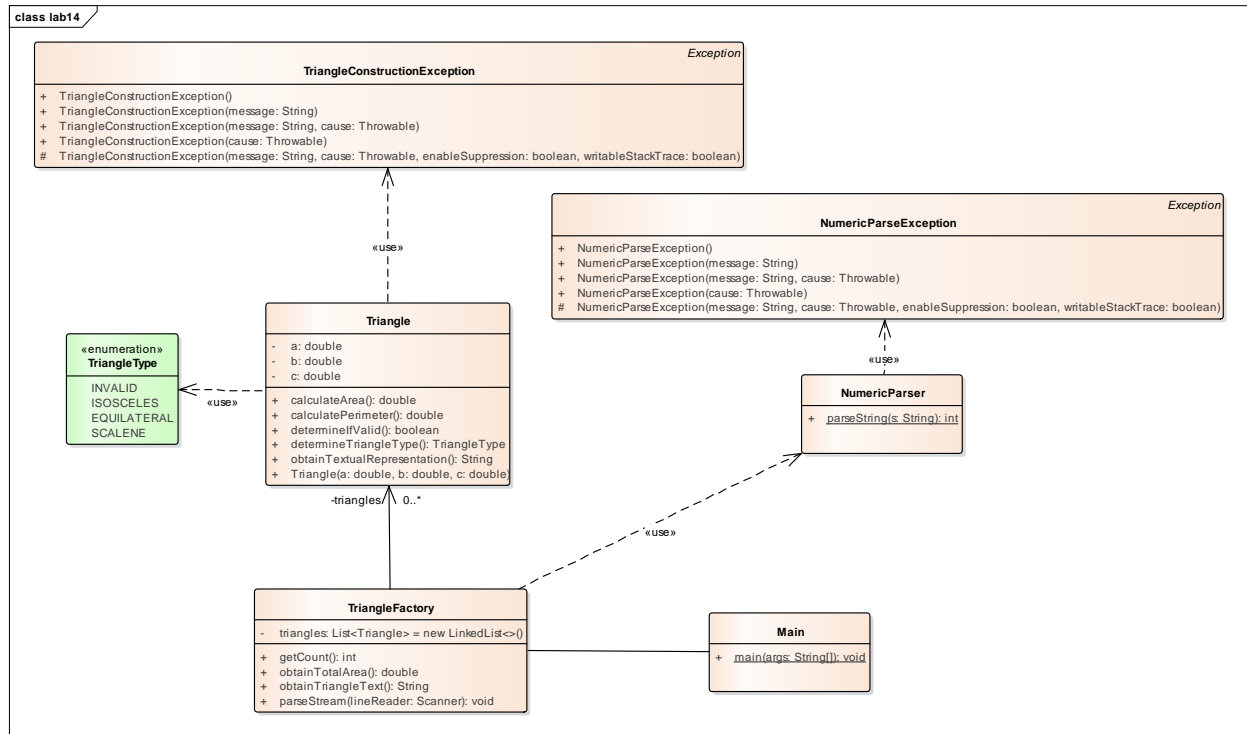 class lab14
Exception
TriangleConstructionException
+ TriangleConstructionException()
+ TriangleConstructionException(message: String)
+ TriangleConstructionException(message: String, cause: Throwable)
+ TriangleConstructionException(cause: Throwable)
# TriangleConstructionException(message: String, cause: Throwable, enableSuppression: boolean, writableStackTrace: boolean)
Exception
NumericParseException
+ NumericParseException()
+ NumericParseException(message: String)
+ NumericParseException(message: String, cause: Throwable)
+ NumericParseException(cause: Throwable)
# NumericParseException(message: String, cause: Throwable, enableSuppression: boolean, writableStackTrace: boolean)
«use»
Triangle
- a: double
- b: double
- c: double
+ calculateArea(): double
+ calculatePerimeter(): double
+ determineIfValid(): boolean
+ determineTriangleType(): TriangleType
+ obtainTextualRepresentation(): String
+ Triangle(a: double, b: double, c: double)
«enumeration»
TriangleType
INVALID
ISOSCELES
EQUILATERAL
SCALENE
«use»
«use»
NumericParser
+ parseString(s: String): int
-triangles
0..*
«use»
TriangleFactory
- triangles: List<Triangle> = new LinkedList<>()
+ getCount(): int
+ obtainTotalArea(): double
+ obtainTriangleText(): String
+ parseStream(lineReader: Scanner): void
Main
+ main(args: String[]): void